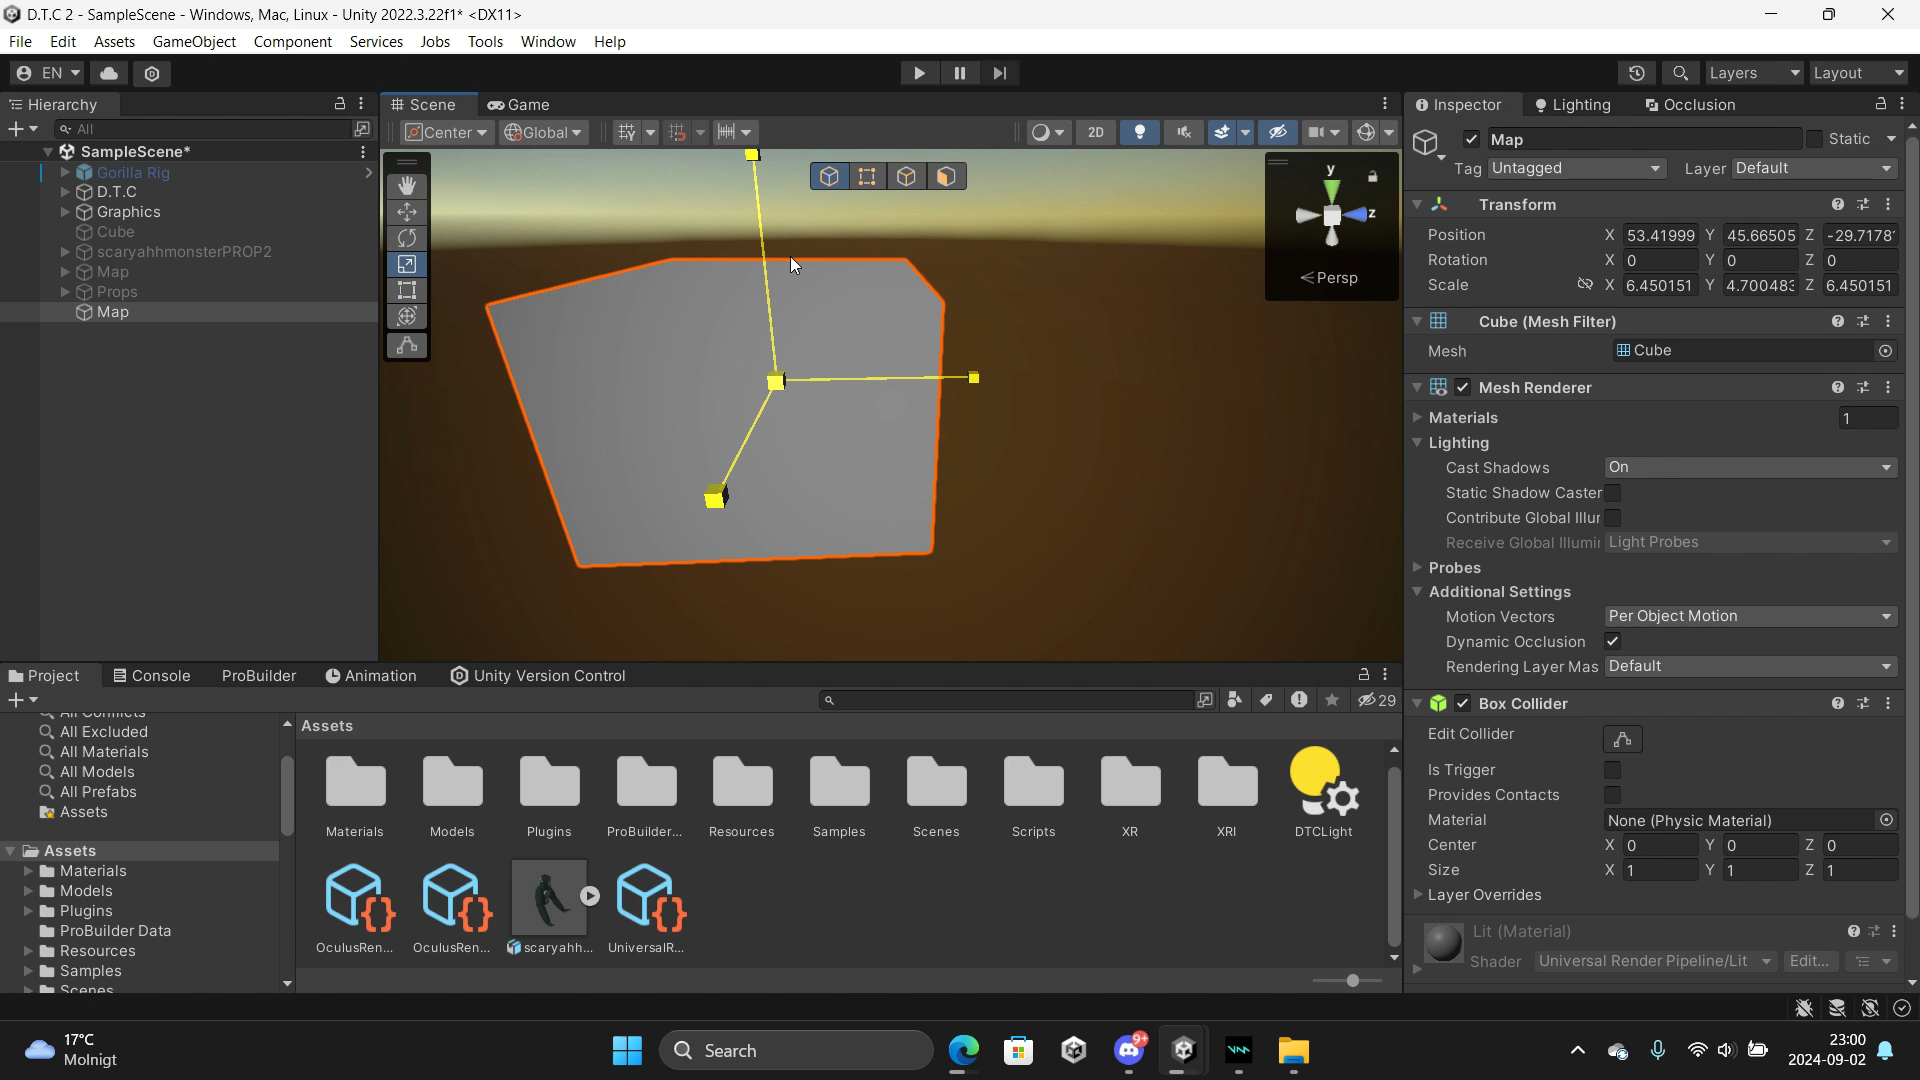 D.T.C 2 - SampleScene - Windows, Mac, Linux - Unity 2022.3.22f1* <DX11>
File Edit Assets GameObject Component Services Jobs Tools Window Help
EN Layers Layout
Hierarchy
All
SampleScene*
Gorilla Rig
D.T.C
Graphics
Cube
scaryahhmonsterPROP2
Map
Props
Map
Scene Game
Center Global 2D
y
z
Persp
Inspector Lighting Occlusion
Map Static
Tag Untagged Layer Default
Transform
Position X 53.41999 Y 45.66505 Z -29.7178
Rotation X 0 Y 0 Z 0
Scale X 6.450151 Y 4.700483 Z 6.450151
Cube (Mesh Filter)
Mesh Cube
Mesh Renderer
Materials 1
Lighting
Cast Shadows On
Static Shadow Caster
Contribute Global Illur
Receive Global Illumir Light Probes
Probes
Additional Settings
Motion Vectors Per Object Motion
Dynamic Occlusion
Rendering Layer Mas Default
Box Collider
Edit Collider
Is Trigger
Provides Contacts
Material None (Physic Material)
Center X 0 Y 0 Z 0
Size X 1 Y 1 Z 1
Layer Overrides
Lit (Material)
Shader Universal Render Pipeline/Lit Edit...
Project Console ProBuilder Animation Unity Version Control
29
All Conflicts
All Excluded
All Materials
All Models
All Prefabs
Assets
Assets
Materials
Models
Plugins
ProBuilder Data
Resources
Samples
Scenes
Assets
Materials Models Plugins ProBuilder... Resources Samples Scenes Scripts XR XRI DTCLight
OculusRen... OculusRen... scaryahh... UniversalR...
17°C
Molnigt
Search
9+
23:00
2024-09-02